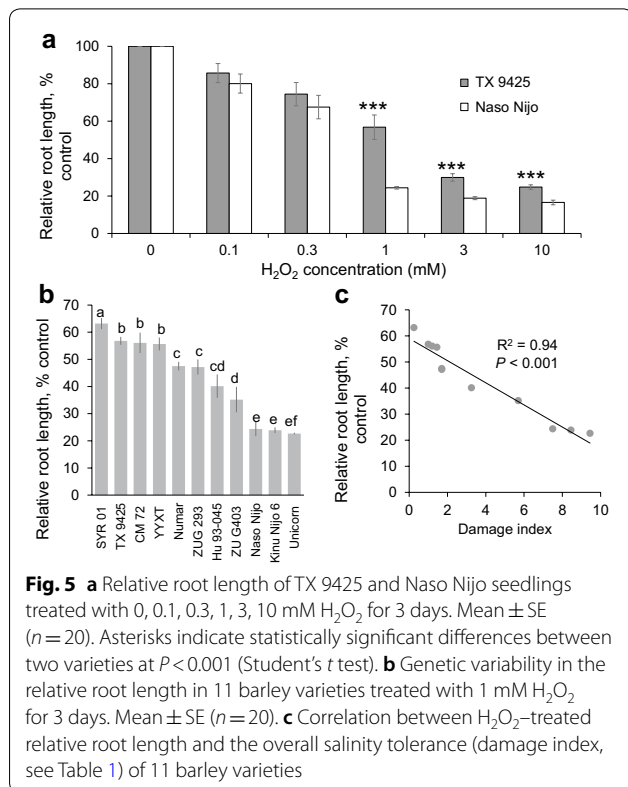 a
Relative root length, %
control
100
80
60
40
20
0
***
***
***
TX 9425
Naso Nijo
0 0.1 0.3 1 3 10
H₂O₂ concentration (mM)
b
Relative root length, % control
70
60
50
40
30
20
10
0
a b b b c c cd d e e ef
SYR 01
TX 9425
CM 72
YYXT
Numar
ZUG 293
Hu 93-045
ZU G403
Naso Nijo
Kinu Nijo 6
Unicorn
c
Relative root length, %
control
70
60
50
40
30
20
10
0
R² = 0.94
P < 0.001
0 2 4 6 8 10
Damage index
Fig. 5 a Relative root length of TX 9425 and Naso Nijo seedlings
treated with 0, 0.1, 0.3, 1, 3, 10 mM H₂O₂ for 3 days. Mean ± SE
(n = 20). Asterisks indicate statistically significant differences between
two varieties at P < 0.001 (Student's t test). b Genetic variability in the
relative root length in 11 barley varieties treated with 1 mM H₂O₂
for 3 days. Mean ± SE (n = 20). c Correlation between H₂O₂–treated
relative root length and the overall salinity tolerance (damage index,
see Table 1) of 11 barley varieties